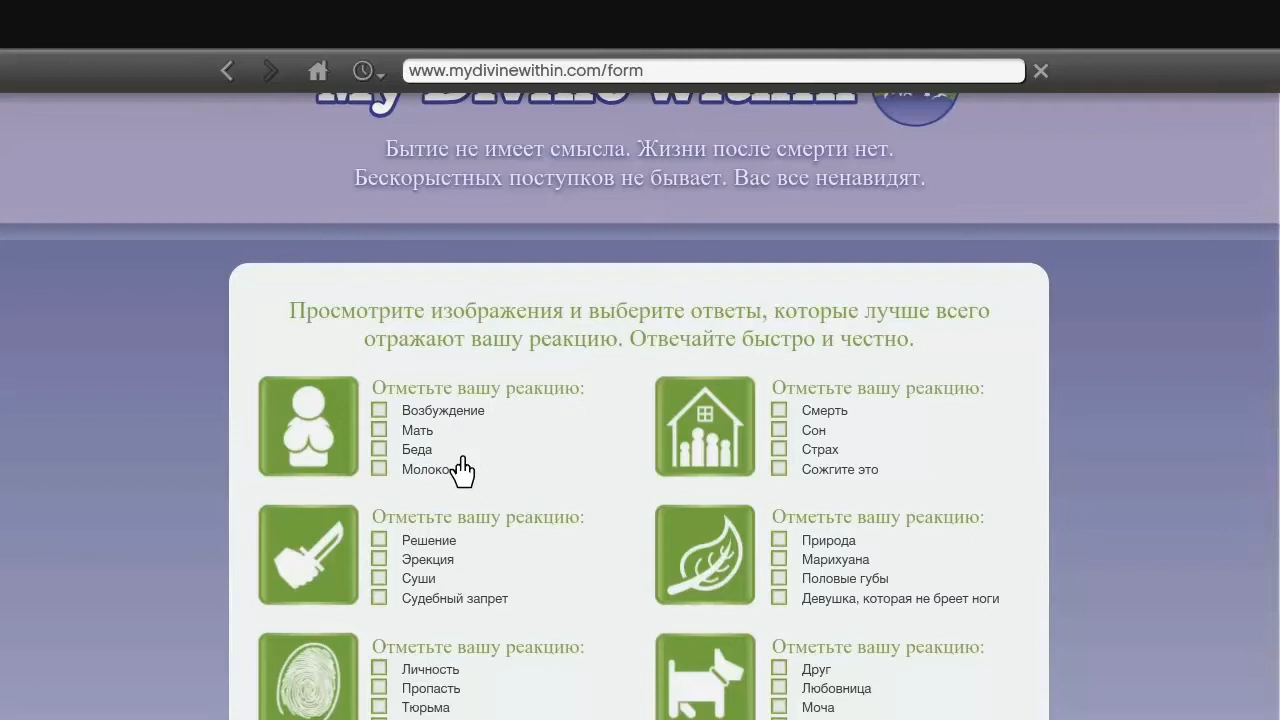 www.mydivinewithin.com/form
My Divine Within
Бытие не имеет смысла. Жизни после смерти нет.
Бескорыстных поступков не бывает. Вас все ненавидят.
Просмотрите изображения и выберите ответы, которые лучше всего
отражают вашу реакцию. Отвечайте быстро и честно.
Отметьте вашу реакцию:
Возбуждение
Мать
Беда
Молоко
Отметьте вашу реакцию:
Смерть
Сон
Страх
Сожгите это
Отметьте вашу реакцию:
Решение
Эрекция
Суши
Судебный запрет
Отметьте вашу реакцию:
Природа
Марихуана
Половые губы
Девушка, которая не бреет ноги
Отметьте вашу реакцию:
Личность
Пропасть
Тюрьма
Отметьте вашу реакцию:
Друг
Любовница
Моча